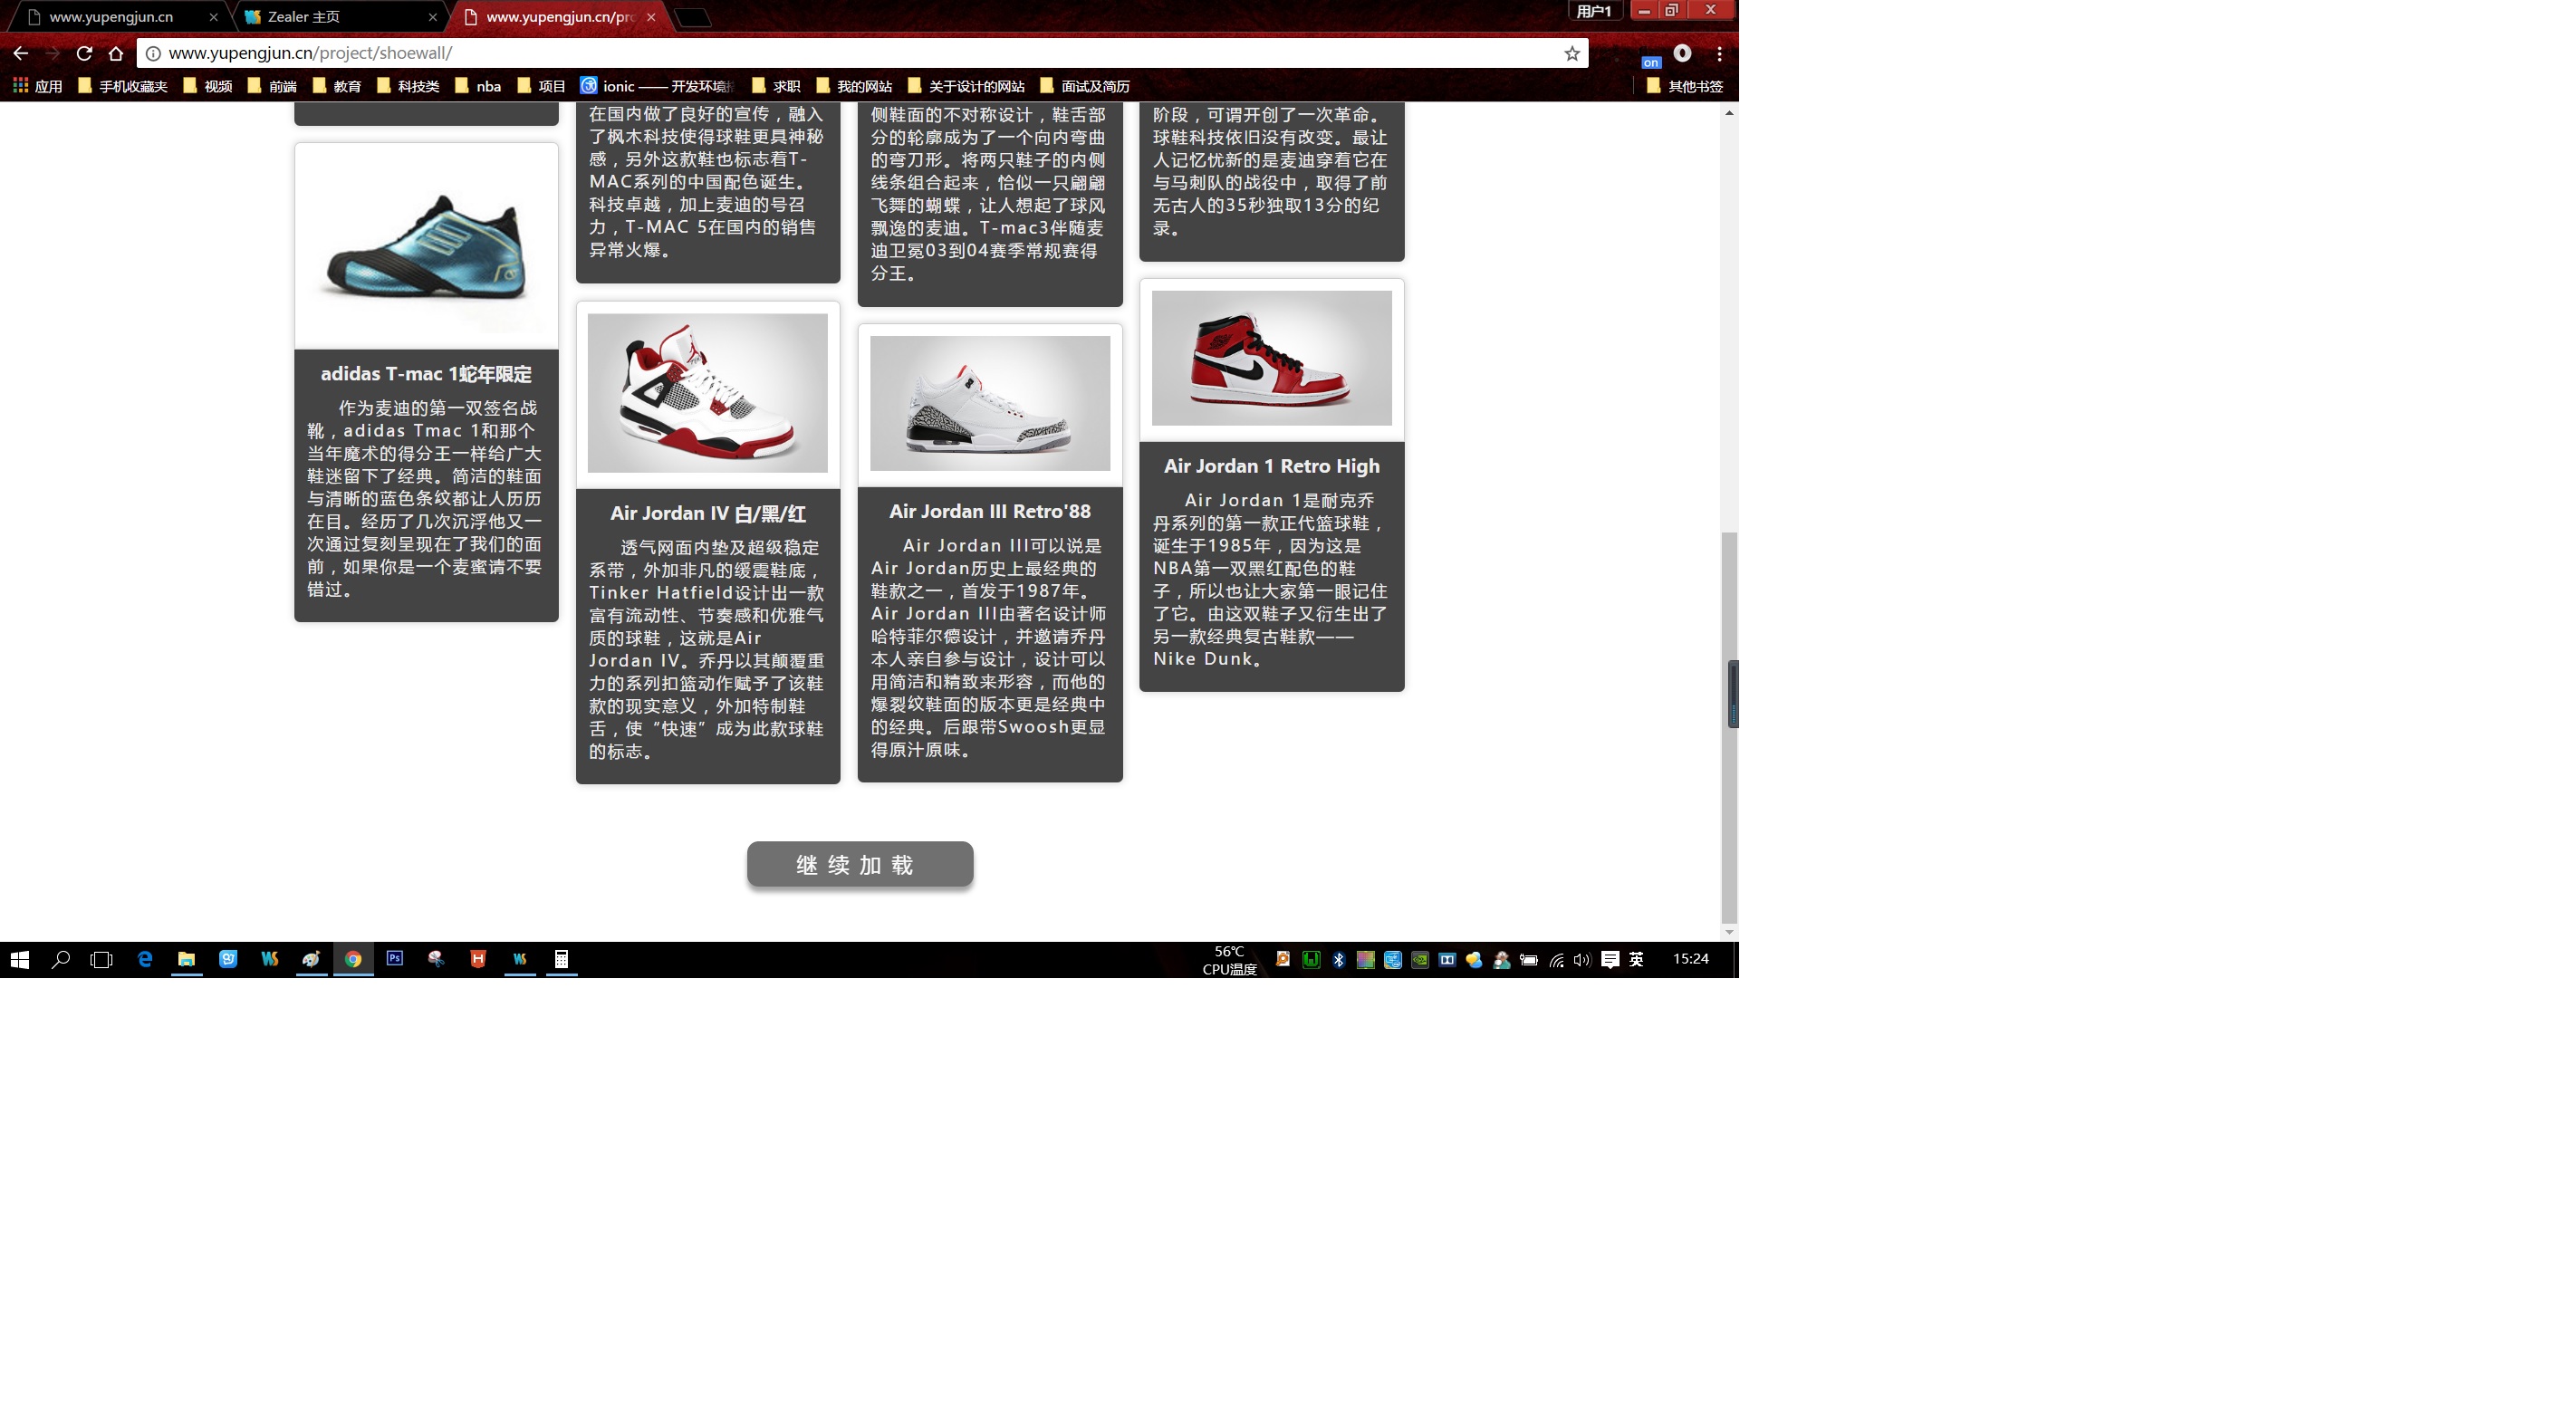 www.yupengjun.cn
Zealer 主页
www.yupengjun.cn/pro
用户1
www.yupengjun.cn/project/shoewall/
on
应用
手机收藏夹
视频
前端
教育
科技类
nba
项目
ionic —— 开发环境
求职
我的网站
关于设计的网站
面试及简历
其他书签
在国内做了良好的宣传，融入
了枫木科技使得球鞋更具神秘
感，另外这款鞋也标志着T-
MAC系列的中国配色诞生。
科技卓越，加上麦迪的号召
力，T-MAC 5在国内的销售
异常火爆。
侧鞋面的不对称设计，鞋舌部
分的轮廓成为了一个向内弯曲
的弯刀形。将两只鞋子的内侧
线条组合起来，恰似一只翩翩
飞舞的蝴蝶，让人想起了球风
飘逸的麦迪。T-mac3伴随麦
迪卫冕03到04赛季常规赛得
分王。
阶段，可谓开创了一次革命。
球鞋科技依旧没有改变。最让
人记忆忧新的是麦迪穿着它在
与马刺队的战役中，取得了前
无古人的35秒独取13分的纪
录。
adidas T-mac 1蛇年限定
作为麦迪的第一双签名战
靴，adidas Tmac 1和那个
当年魔术的得分王一样给广大
鞋迷留下了经典。简洁的鞋面
与清晰的蓝色条纹都让人历历
在目。经历了几次沉浮他又一
次通过复刻呈现在了我们的面
前，如果你是一个麦蜜请不要
错过。
Air Jordan IV 白/黑/红
透气网面内垫及超级稳定
系带，外加非凡的缓震鞋底，
Tinker Hatfield设计出一款
富有流动性、节奏感和优雅气
质的球鞋，这就是Air
Jordan IV。乔丹以其颠覆重
力的系列扣篮动作赋予了该鞋
款的现实意义，外加特制鞋
舌，使“快速”成为此款球鞋
的标志。
Air Jordan III Retro'88
Air Jordan III可以说是
Air Jordan历史上最经典的
鞋款之一，首发于1987年。
Air Jordan III由著名设计师
哈特菲尔德设计，并邀请乔丹
本人亲自参与设计，设计可以
用简洁和精致来形容，而他的
爆裂纹鞋面的版本更是经典中
的经典。后跟带Swoosh更显
得原汁原味。
Air Jordan 1 Retro High
Air Jordan 1是耐克乔
丹系列的第一款正代篮球鞋，
诞生于1985年，因为这是
NBA第一双黑红配色的鞋
子，所以也让大家第一眼记住
了它。由这双鞋子又衍生出了
另一款经典复古鞋款——
Nike Dunk。
继续加载
Ps
56℃
CPU温度
英
15:24